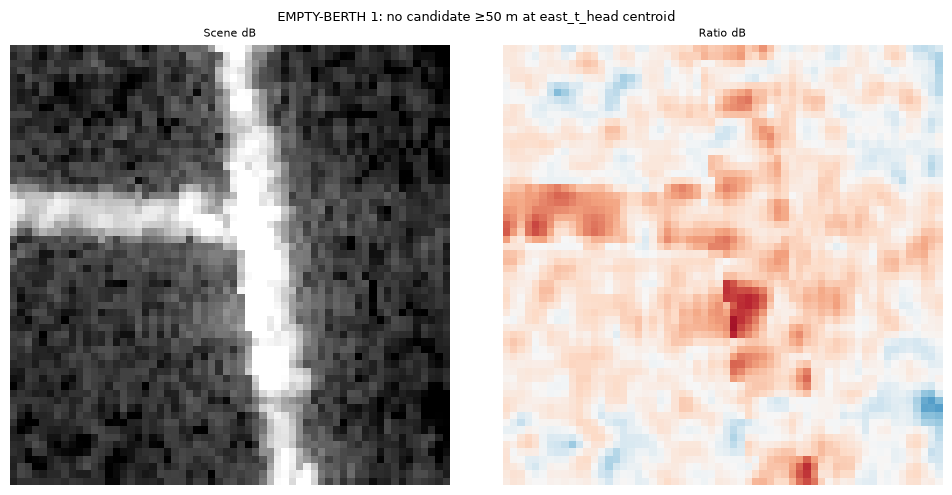 EMPTY-BERTH 1: no candidate ≥50 m at east_t_head centroid
Scene dB
Ratio dB